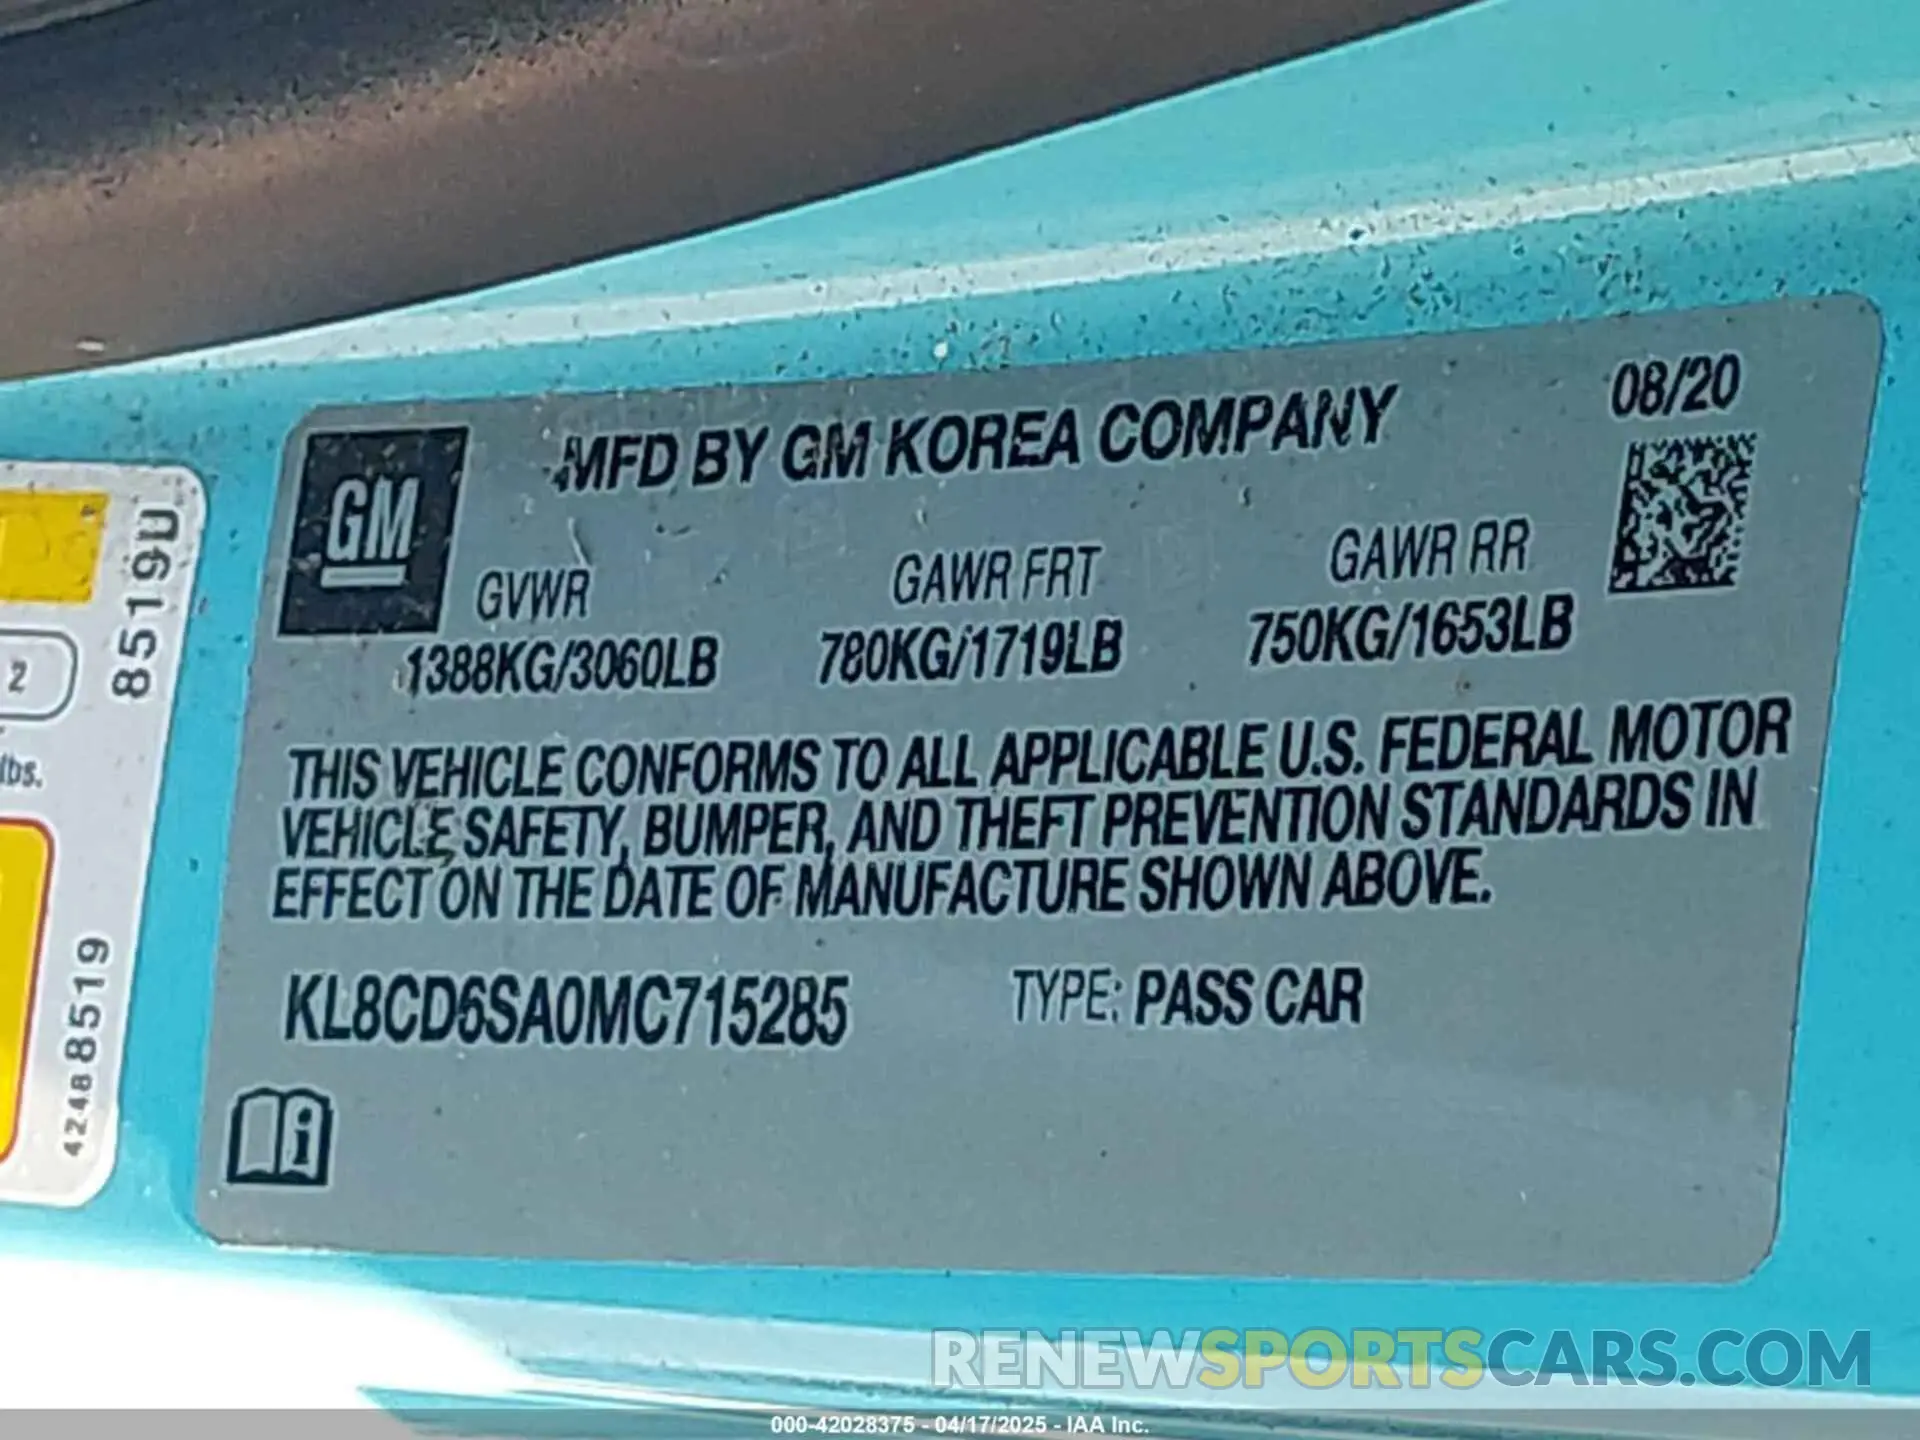 MFD BY GM KOREA COMPANY
08/20
GM
GVWR
GAWR FRT
GAWR RR
1388KG/3060LB
780KG/1719LB
750KG/1653LB
THIS VEHICLE CONFORMS TO ALL APPLICABLE U.S. FEDERAL MOTOR
VEHICLE SAFETY, BUMPER, AND THEFT PREVENTION STANDARDS IN
EFFECT ON THE DATE OF MANUFACTURE SHOWN ABOVE.
KL8CD6SA0MC715285
TYPE: PASS CAR
i
8519U
2
lbs.
42488519
RENEWSPORTSCARS.COM
000-42028375 - 04/17/2025 - IAA Inc.